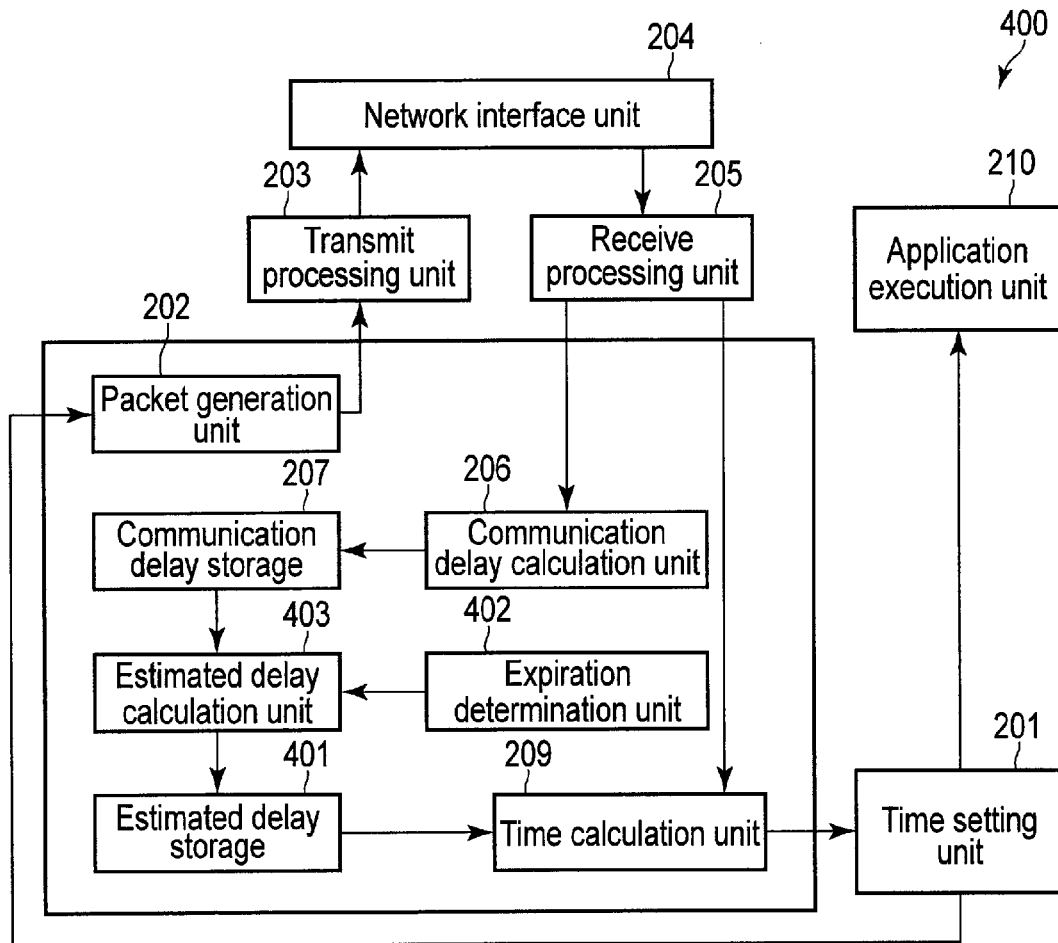 400
204
Network interface unit
203
Transmit
processing unit
205
Receive
processing unit
210
Application
execution unit
202
Packet generation
unit
207
Communication
delay storage
206
Communication
delay calculation unit
403
Estimated delay
calculation unit
402
Expiration
determination unit
401
Estimated delay
storage
209
Time calculation unit
201
Time setting
unit